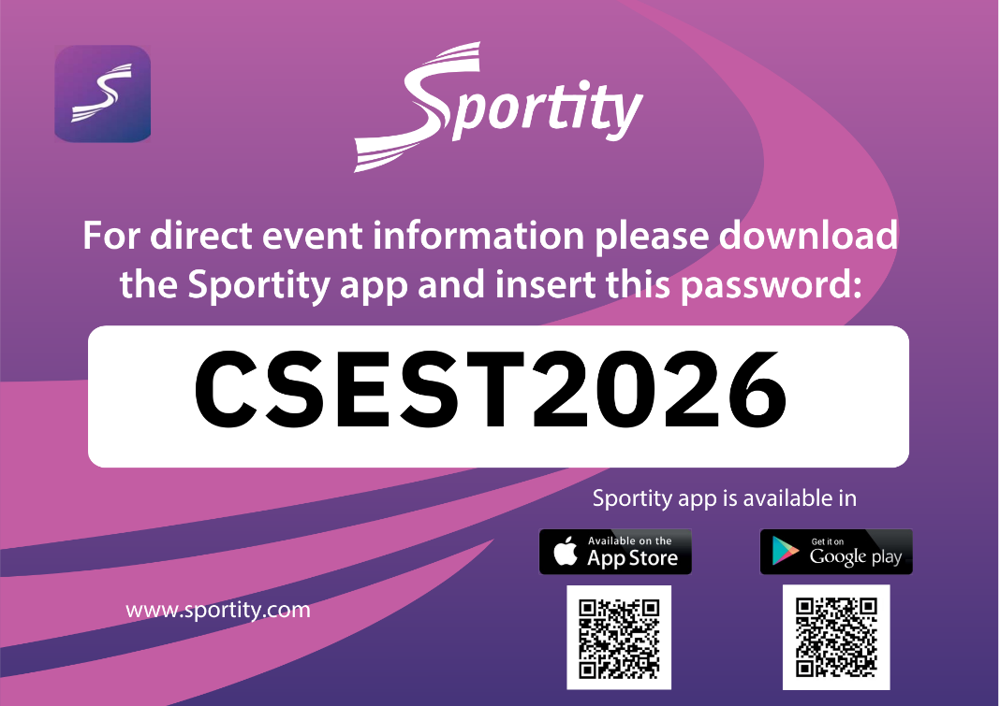 Sportity
For direct event information please download
the Sportity app and insert this password:
CSEST2026
Sportity app is available in
Available on the
App Store
Get it on
Google play
www.sportity.com